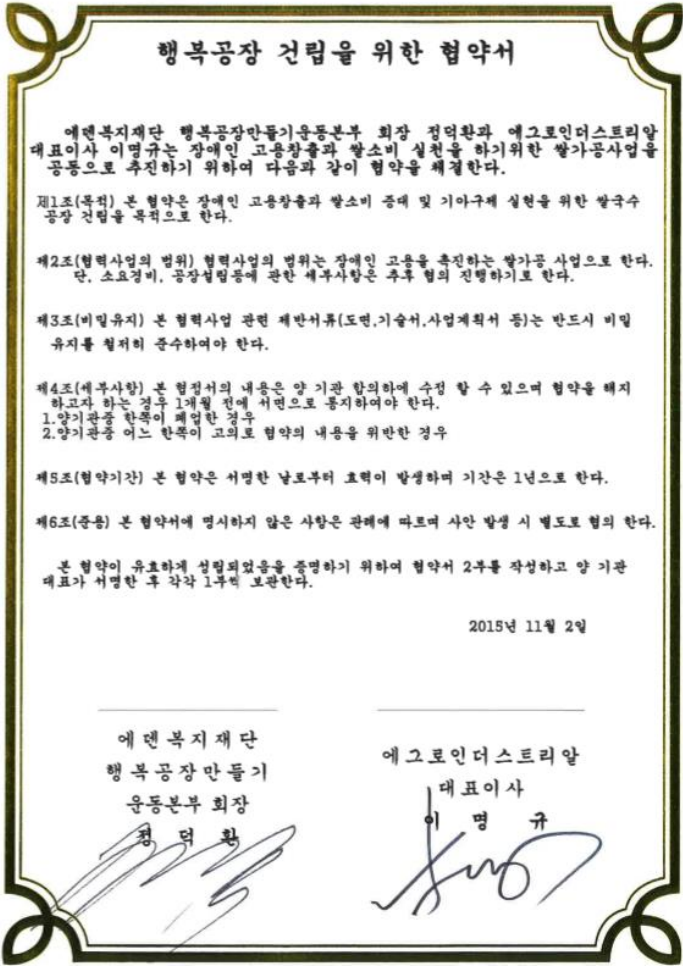 행복공장 건립을 위한 협약서
에덴복지재단 행복공장만들기운동본부 회장 정덕환과 에그로인더스트리알
대표이사 이명규는 장애인 고용창출과 쌀소비 실천을 하기위한 쌀가공사업을
공동으로 추진하기 위하여 다음과 같이 협약을 체결한다.
제1조(목적) 본 협약은 장애인 고용창출과 쌀소비 증대 및 기아구제 실현을 위한 쌀국수
공장 건립을 목적으로 한다.
제2조(협력사업의 범위) 협력사업의 범위는 장애인 고용을 촉진하는 쌀가공 사업으로 한다.
단, 소요경비, 공장설립등에 관한 세부사항은 추후 협의 진행하기로 한다.
제3조(비밀유지) 본 협력사업 관련 제반서류(도면,기술서,사업계획서 등)는 반드시 비밀
유지를 철저히 준수하여야 한다.
제4조(세부사항) 본 협정서의 내용은 양 기관 합의하에 수정 할 수 있으며 협약을 해지
하고자 하는 경우 1개월 전에 서면으로 통지하여야 한다.
1.양기관중 한쪽이 폐업한 경우
2.양기관중 어느 한쪽이 고의로 협약의 내용을 위반한 경우
제5조(협약기간) 본 협약은 서명한 날로부터 효력이 발생하며 기간은 1년으로 한다.
제6조(준용) 본 협약서에 명시하지 않은 사항은 관례에 따르며 사안 발생 시 별도로 협의 한다.
본 협약이 유효하게 성립되었음을 증명하기 위하여 협약서 2부를 작성하고 양 기관
대표가 서명한 후 각각 1부씩 보관한다.
2015년 11월 2일
에덴복지재단
행복공장만들기
운동본부 회장
정 덕 환
에그로인더스트리알
대표이사
이 명 규